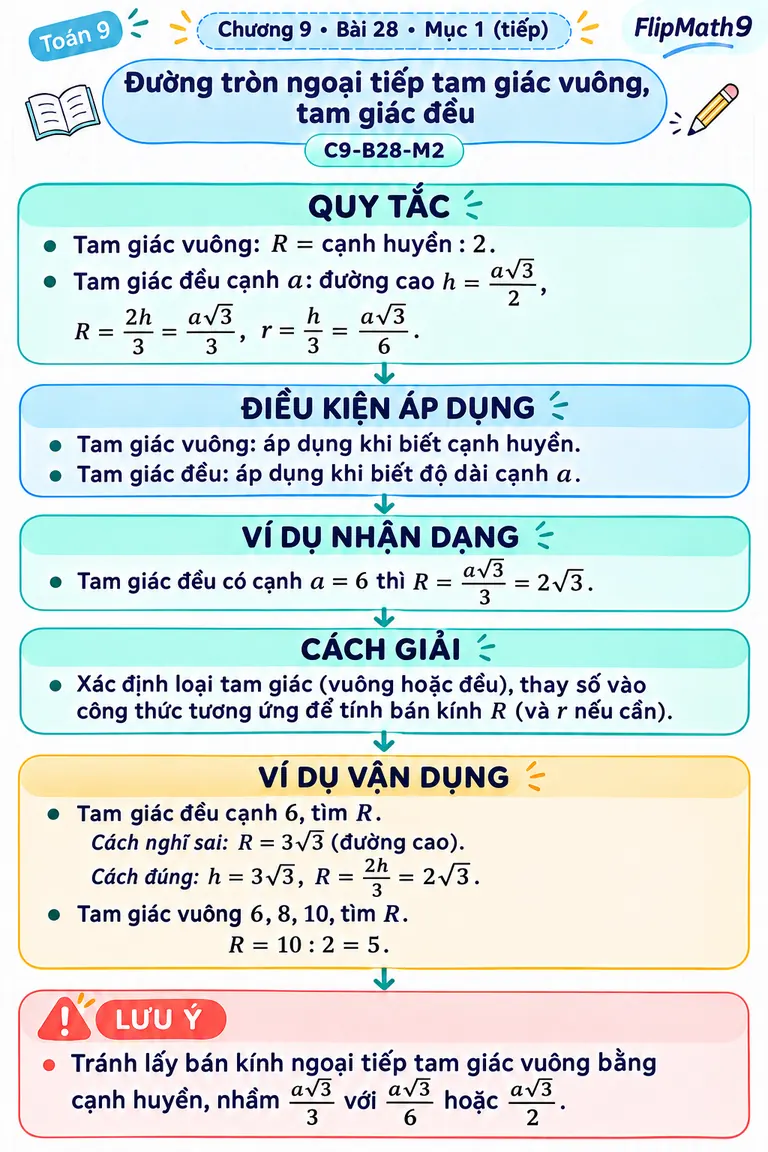 Toán 9
Chương 9 • Bài 28 • Mục 1 (tiếp)
FlipMath9
Đường tròn ngoại tiếp tam giác vuông,
tam giác đều
C9-B28-M2
QUY TẮC
• Tam giác vuông: R = cạnh huyền : 2.
• Tam giác đều cạnh a: đường cao h = a√3/2,
R = 2h/3 = a√3/3, r = h/3 = a√3/6.
ĐIỀU KIỆN ÁP DỤNG
• Tam giác vuông: áp dụng khi biết cạnh huyền.
• Tam giác đều: áp dụng khi biết độ dài cạnh a.
VÍ DỤ NHẬN DẠNG
• Tam giác đều có cạnh a = 6 thì R = a√3/3 = 2√3.
CÁCH GIẢI
• Xác định loại tam giác (vuông hoặc đều), thay số vào
công thức tương ứng để tính bán kính R (và r nếu cần).
VÍ DỤ VẬN DỤNG
• Tam giác đều cạnh 6, tìm R.
Cách nghĩ sai: R = 3√3 (đường cao).
Cách đúng: h = 3√3, R = 2h/3 = 2√3.
• Tam giác vuông 6, 8, 10, tìm R.
R = 10 : 2 = 5.
LƯU Ý
• Tránh lấy bán kính ngoại tiếp tam giác vuông bằng
cạnh huyền, nhầm a√3/3 với a√3/6 hoặc a√3/2.